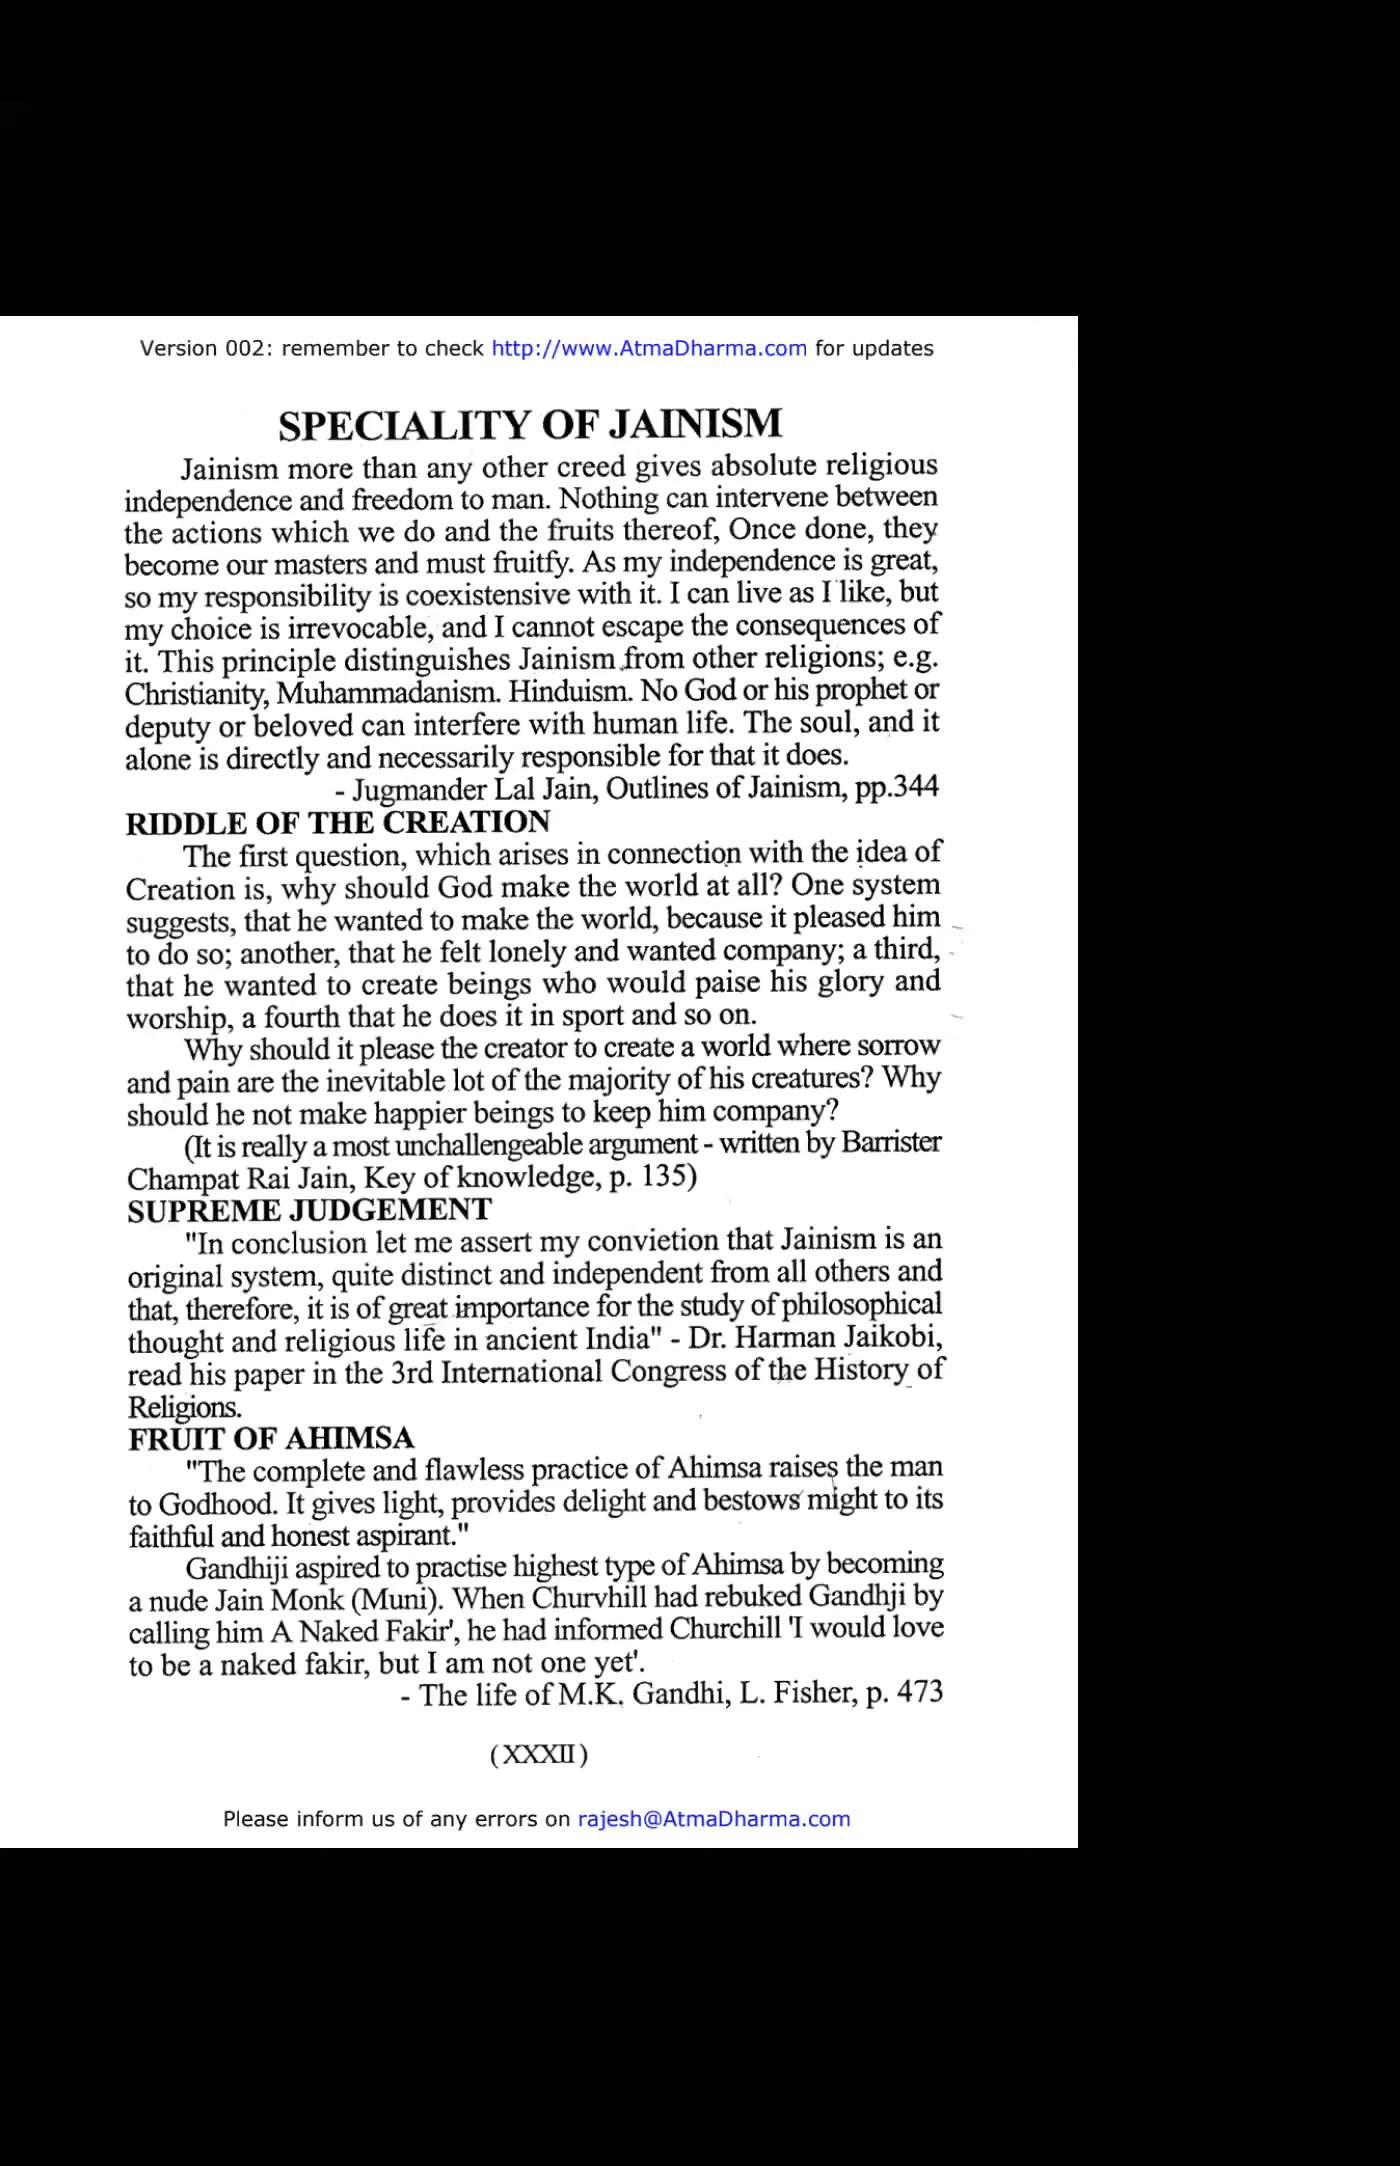 Version 002: remember to check http://www.AtmaDharma.com for updates
SPECIALITY OF JAINISM
Jainism more than any other creed gives absolute religious
independence and freedom to man. Nothing can intervene between
the actions which we do and the fruits thereof, Once done, they
become our masters and must fruitfy. As my independence is great,
so my responsibility is coexistensive with it. I can live as I like, but
my choice is irrevocable, and I cannot escape the consequences of
it. This principle distinguishes Jainism from other religions; e.g.
Christianity, Muhammadanism. Hinduism. No God or his prophet or
deputy or beloved can interfere with human life. The soul, and it
alone is directly and necessarily responsible for that it does.
- Jugmander Lal Jain, Outlines of Jainism, pp.344
RIDDLE OF THE CREATION
The first question, which arises in connection with the idea of
Creation is, why should God make the world at all? One system
suggests, that he wanted to make the world, because it pleased him
to do so; another, that he felt lonely and wanted company; a third,
that he wanted to create beings who would paise his glory and
worship, a fourth that he does it in sport and so on.
Why should it please the creator to create a world where sorrow
and pain are the inevitable lot of the majority of his creatures? Why
should he not make happier beings to keep him company?
(It is really a most unchallengeable argument - written by Barrister
Champat Rai Jain, Key of knowledge, p. 135)
SUPREME JUDGEMENT
"In conclusion let me assert my convietion that Jainism is an
original system, quite distinct and independent from all others and
that, therefore, it is of great importance for the study of philosophical
thought and religious life in ancient India" - Dr. Harman Jaikobi,
read his paper in the 3rd International Congress of the History of
Religions.
FRUIT OF AHIMSA
"The complete and flawless practice of Ahimsa raises the man
to Godhood. It gives light, provides delight and bestows might to its
faithful and honest aspirant."
Gandhiji aspired to practise highest type of Ahimsa by becoming
a nude Jain Monk (Muni). When Churvhill had rebuked Gandhji by
calling him A Naked Fakir', he had informed Churchill 'I would love
to be a naked fakir, but I am not one yet'.
- The life of M.K. Gandhi, L. Fisher, p. 473
(XXXII)
Please inform us of any errors on rajesh@AtmaDharma.com